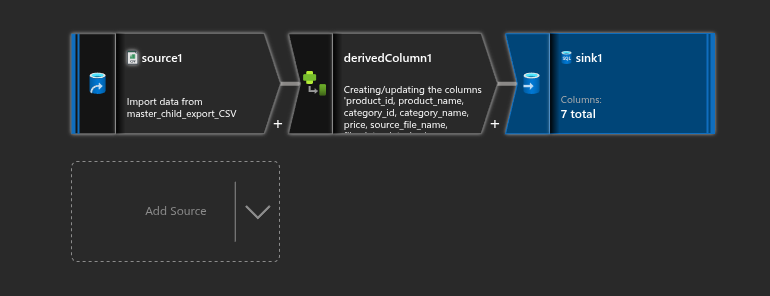 source1
Import data from
master_child_export_CSV
+
derivedColumn1
Creating/updating the columns
'product_id, product_name,
category_id, category_name,
price, source_file_name,
+
SQL
sink1
Columns:
7 total
Add Source